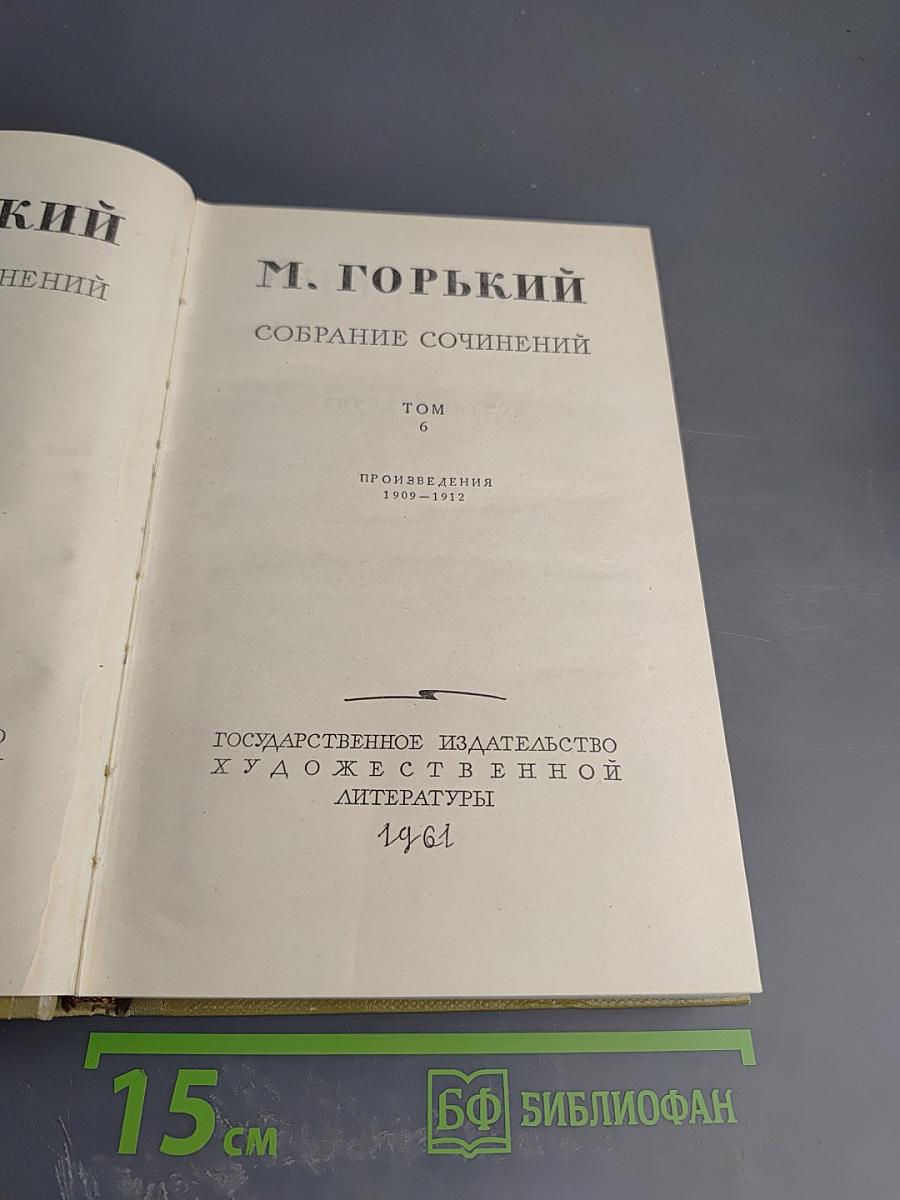 КИЙ
НЕНИЙ
М. ГОРЬКИЙ
СОБРАНИЕ СОЧИНЕНИЙ
ТОМ
6
ПРОИЗВЕДЕНИЯ
1909—1912
ГОСУДАРСТВЕННОЕ ИЗДАТЕЛЬСТВО
ХУДОЖЕСТВЕННОЙ
ЛИТЕРАТУРЫ
1961
15 см
БФ БИБЛИОФАН